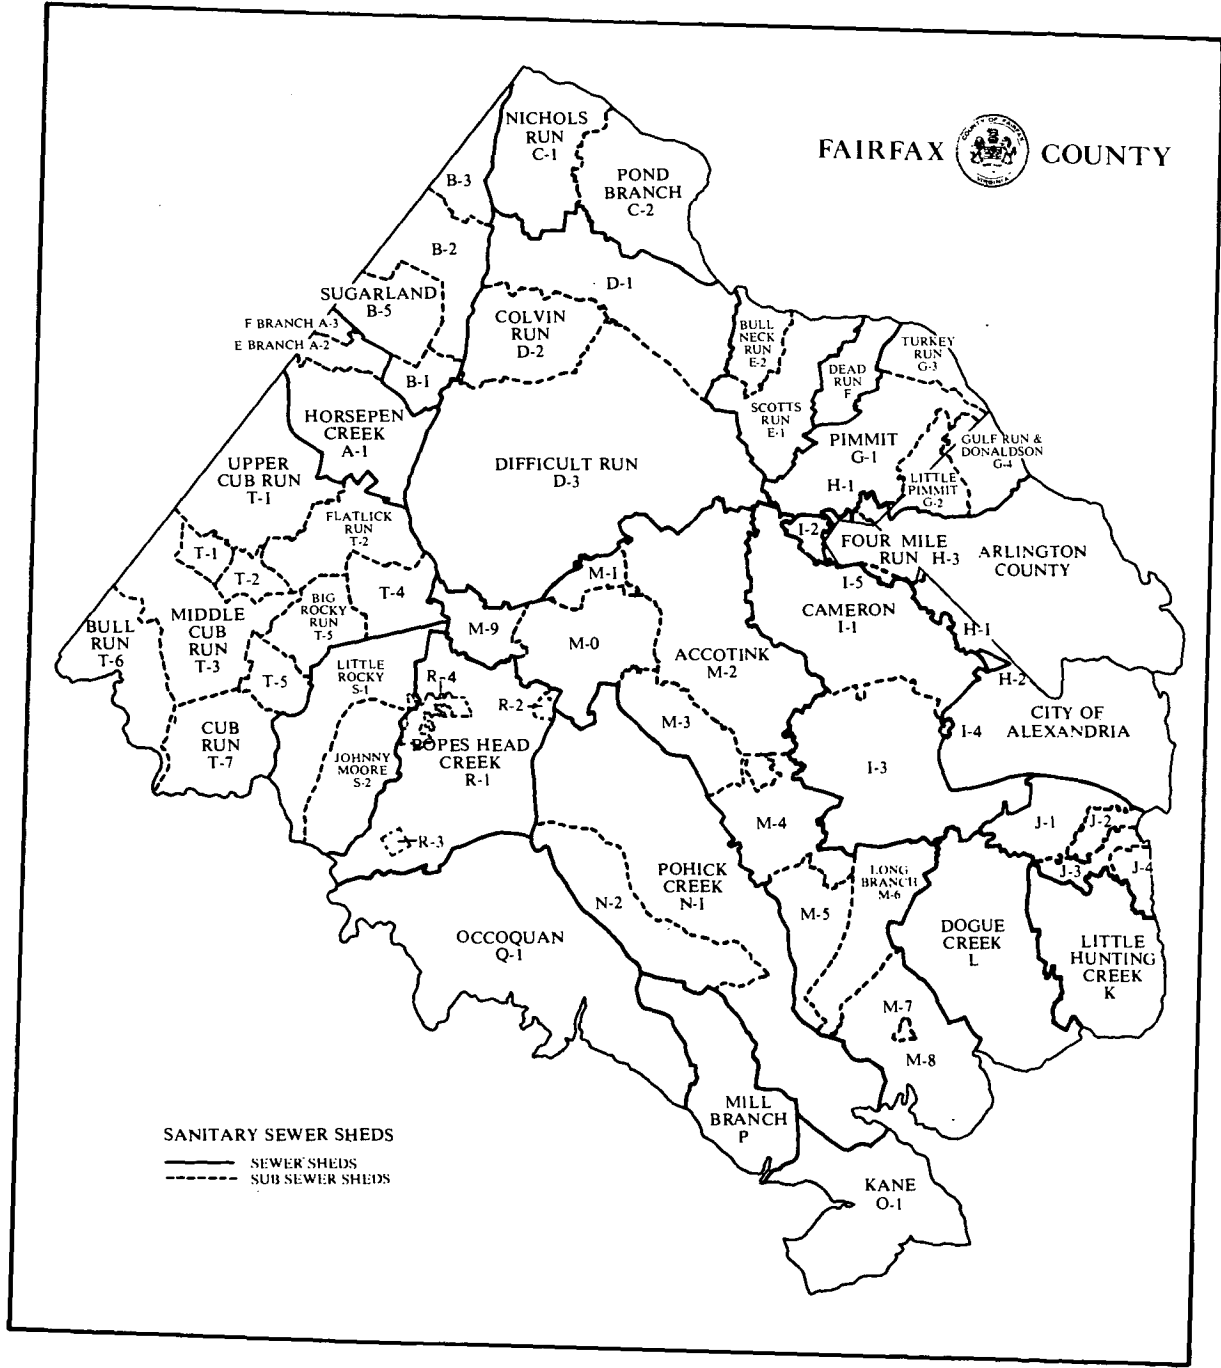 FAIRFAX COUNTY
COUNTY OF FAIRFAX
VIRGINIA
NICHOLS
RUN
C-1
POND
BRANCH
C-2
B-3
B-2
D-1
SUGARLAND
B-5
COLVIN
RUN
D-2
F BRANCH A-3
E BRANCH A-2
B-1
BULL
NECK
RUN
E-2
TURKEY
RUN
G-3
DEAD
RUN
F
SCOTTS
RUN
E-1
HORSEPEN
CREEK
A-1
PIMMIT
G-1
GULF RUN &
DONALDSON
G-4
UPPER
CUB RUN
T-1
DIFFICULT RUN
D-3
H-1
LITTLE
PIMMIT
G-2
FLATLICK
RUN
T-2
I-2
FOUR MILE
RUN H-3
ARLINGTON
COUNTY
T-1
T-2
M-1
I-5
T-4
BIG
ROCKY
RUN
T-5
CAMERON
I-1
BULL
RUN
T-6
MIDDLE
CUB
RUN
T-3
M-9
M-0
H-1
ACCOTINK
M-2
H-2
T-5
LITTLE
ROCKY
S-1
R-4
R-2
M-3
CITY OF
ALEXANDRIA
I-4
CUB
RUN
T-7
POPES HEAD
CREEK
R-1
JOHNNY
MOORE
S-2
I-3
M-4
J-1
J-2
R-3
J-3
J-4
POHICK
CREEK
N-1
LONG
BRANCH
M-6
N-2
M-5
OCCOQUAN
Q-1
DOGUE
CREEK
L
LITTLE
HUNTING
CREEK
K
M-7
M-8
MILL
BRANCH
P
KANE
O-1
SANITARY SEWER SHEDS
SEWER SHEDS
SUB SEWER SHEDS